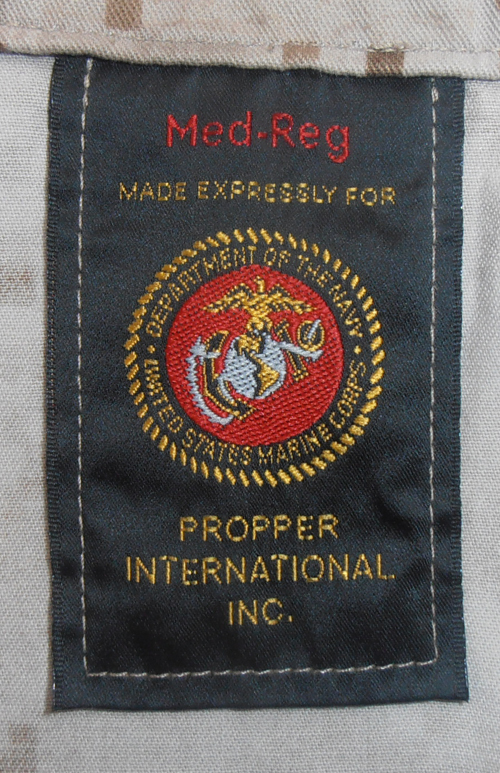 Med-Reg
MADE EXPRESSLY FOR
DEPARTMENT OF THE NAVY
UNITED STATES MARINE CORPS
PROPPER
INTERNATIONAL
INC.